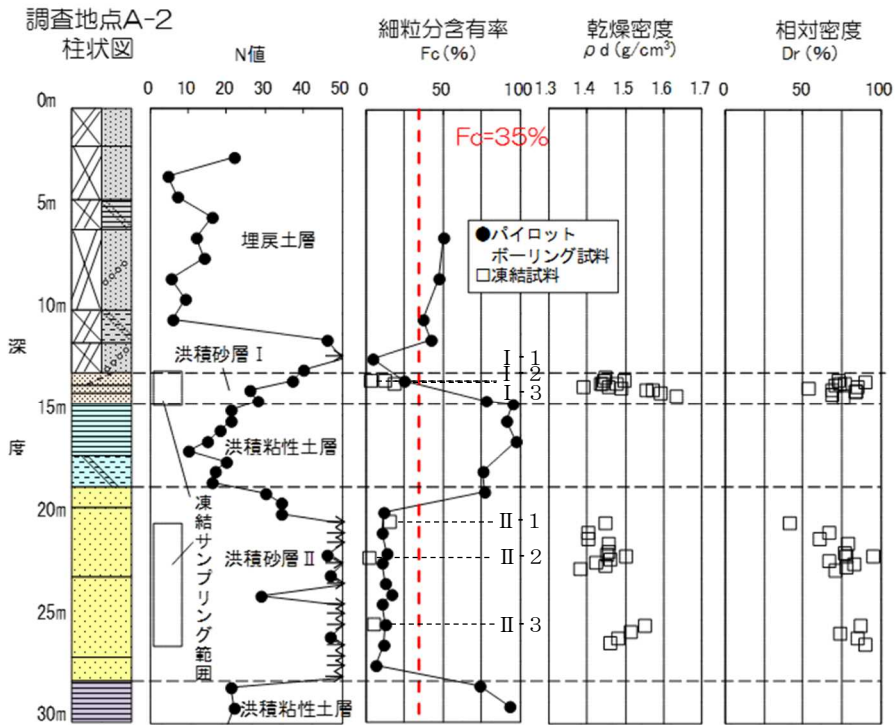 調査地点A-2
柱状図
N値
細粒分含有率
Fc(%)
乾燥密度
ρd(g/cm³)
相対密度
Dr(%)
0 10 20 30 40 50
0 50 100
1.3 1.4 1.5 1.6 1.7
0 50 100
0m
5m
10m
15m
20m
25m
30m
深
度
Fc=35%
●パイロット
ボーリング試料
□凍結試料
埋戻土層
洪積砂層Ⅰ
洪積粘性土層
洪積砂層Ⅱ
洪積粘性土層
凍結サンプリング範囲
Ⅰ-1
Ⅰ-2
Ⅰ-3
Ⅱ-1
Ⅱ-2
Ⅱ-3